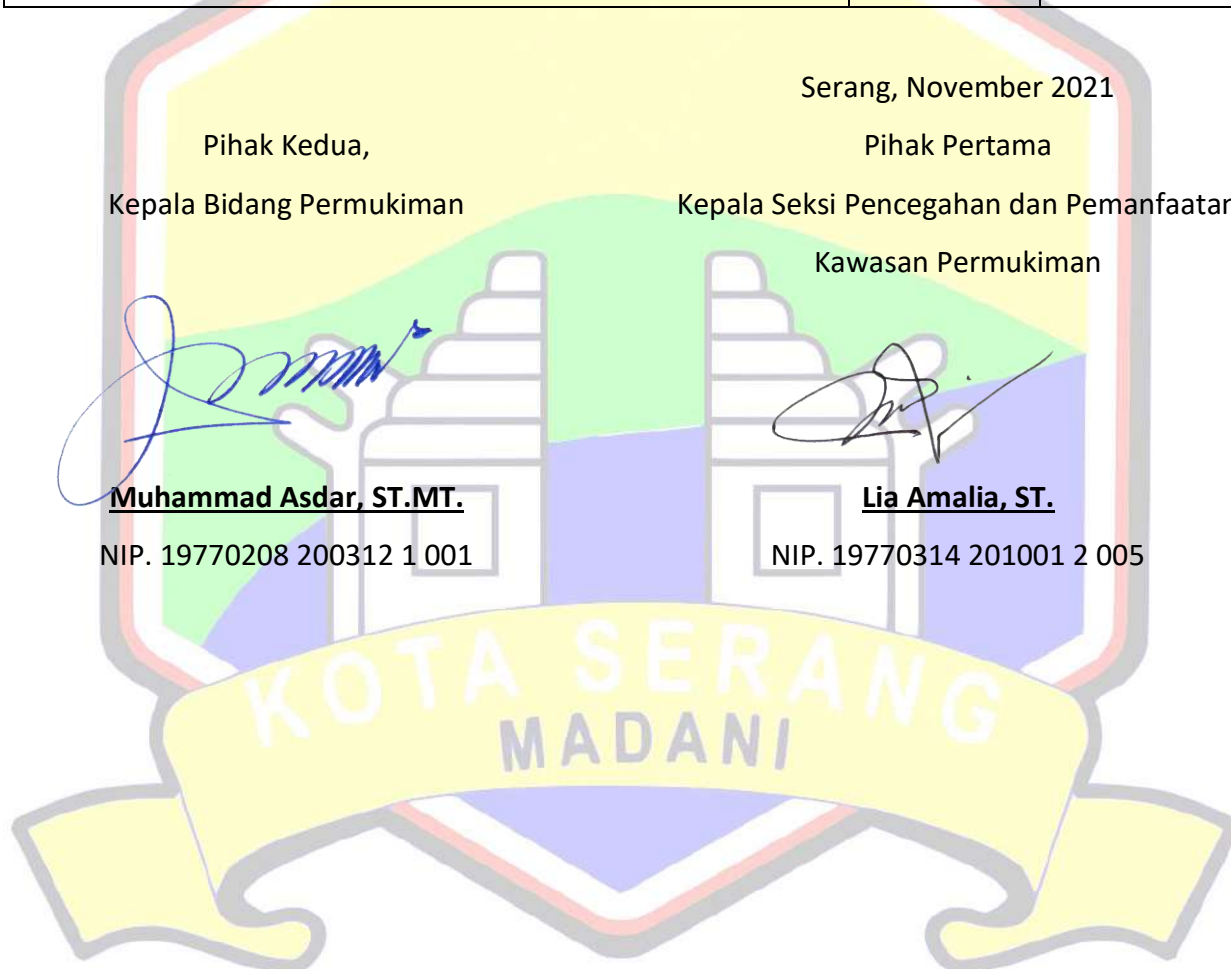 Serang, November 2021
Pihak Kedua,
Pihak Pertama
Kepala Bidang Permukiman
Kepala Seksi Pencegahan dan Pemanfaatan
Kawasan Permukiman
Muhammad Asdar, ST.MT.
Lia Amalia, ST.
NIP. 19770208 200312 1 001
NIP. 19770314 201001 2 005
KOTA SERANG
MADANI